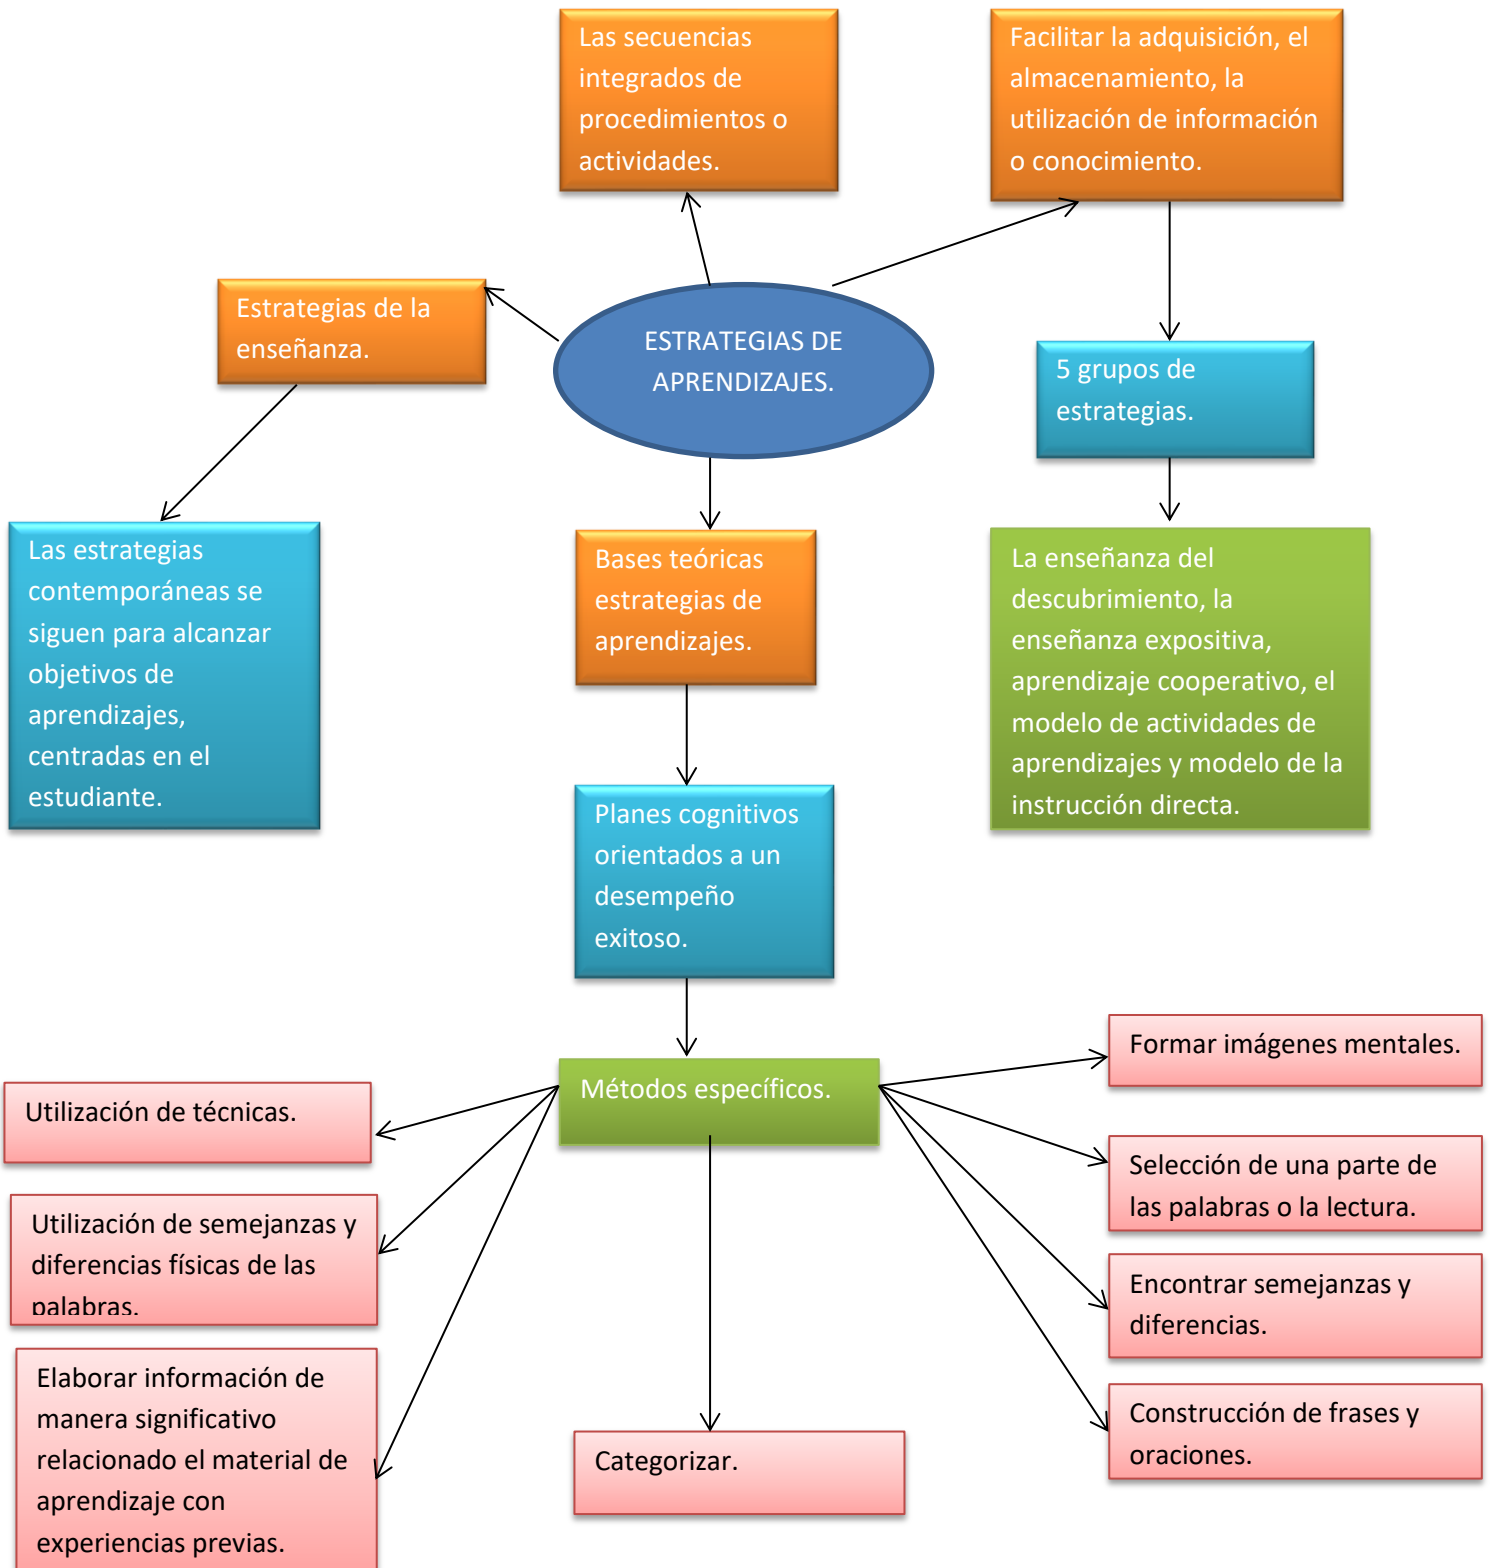 Las secuencias
integrados de
procedimientos o
actividades.
Facilitar la adquisición, el
almacenamiento, la
utilización de información
o conocimiento.
Estrategias de la
enseñanza.
ESTRATEGIAS DE
APRENDIZAJES.
5 grupos de
estrategias.
Las estrategias
contemporáneas se
siguen para alcanzar
objetivos de
aprendizajes,
centradas en el
estudiante.
Bases teóricas
estrategias de
aprendizajes.
La enseñanza del
descubrimiento, la
enseñanza expositiva,
aprendizaje cooperativo, el
modelo de actividades de
aprendizajes y modelo de la
instrucción directa.
Planes cognitivos
orientados a un
desempeño
exitoso.
Métodos específicos.
Utilización de técnicas.
Utilización de semejanzas y
diferencias físicas de las
palabras.
Elaborar información de
manera significativo
relacionado el material de
aprendizaje con
experiencias previas.
Categorizar.
Formar imágenes mentales.
Selección de una parte de
las palabras o la lectura.
Encontrar semejanzas y
diferencias.
Construcción de frases y
oraciones.